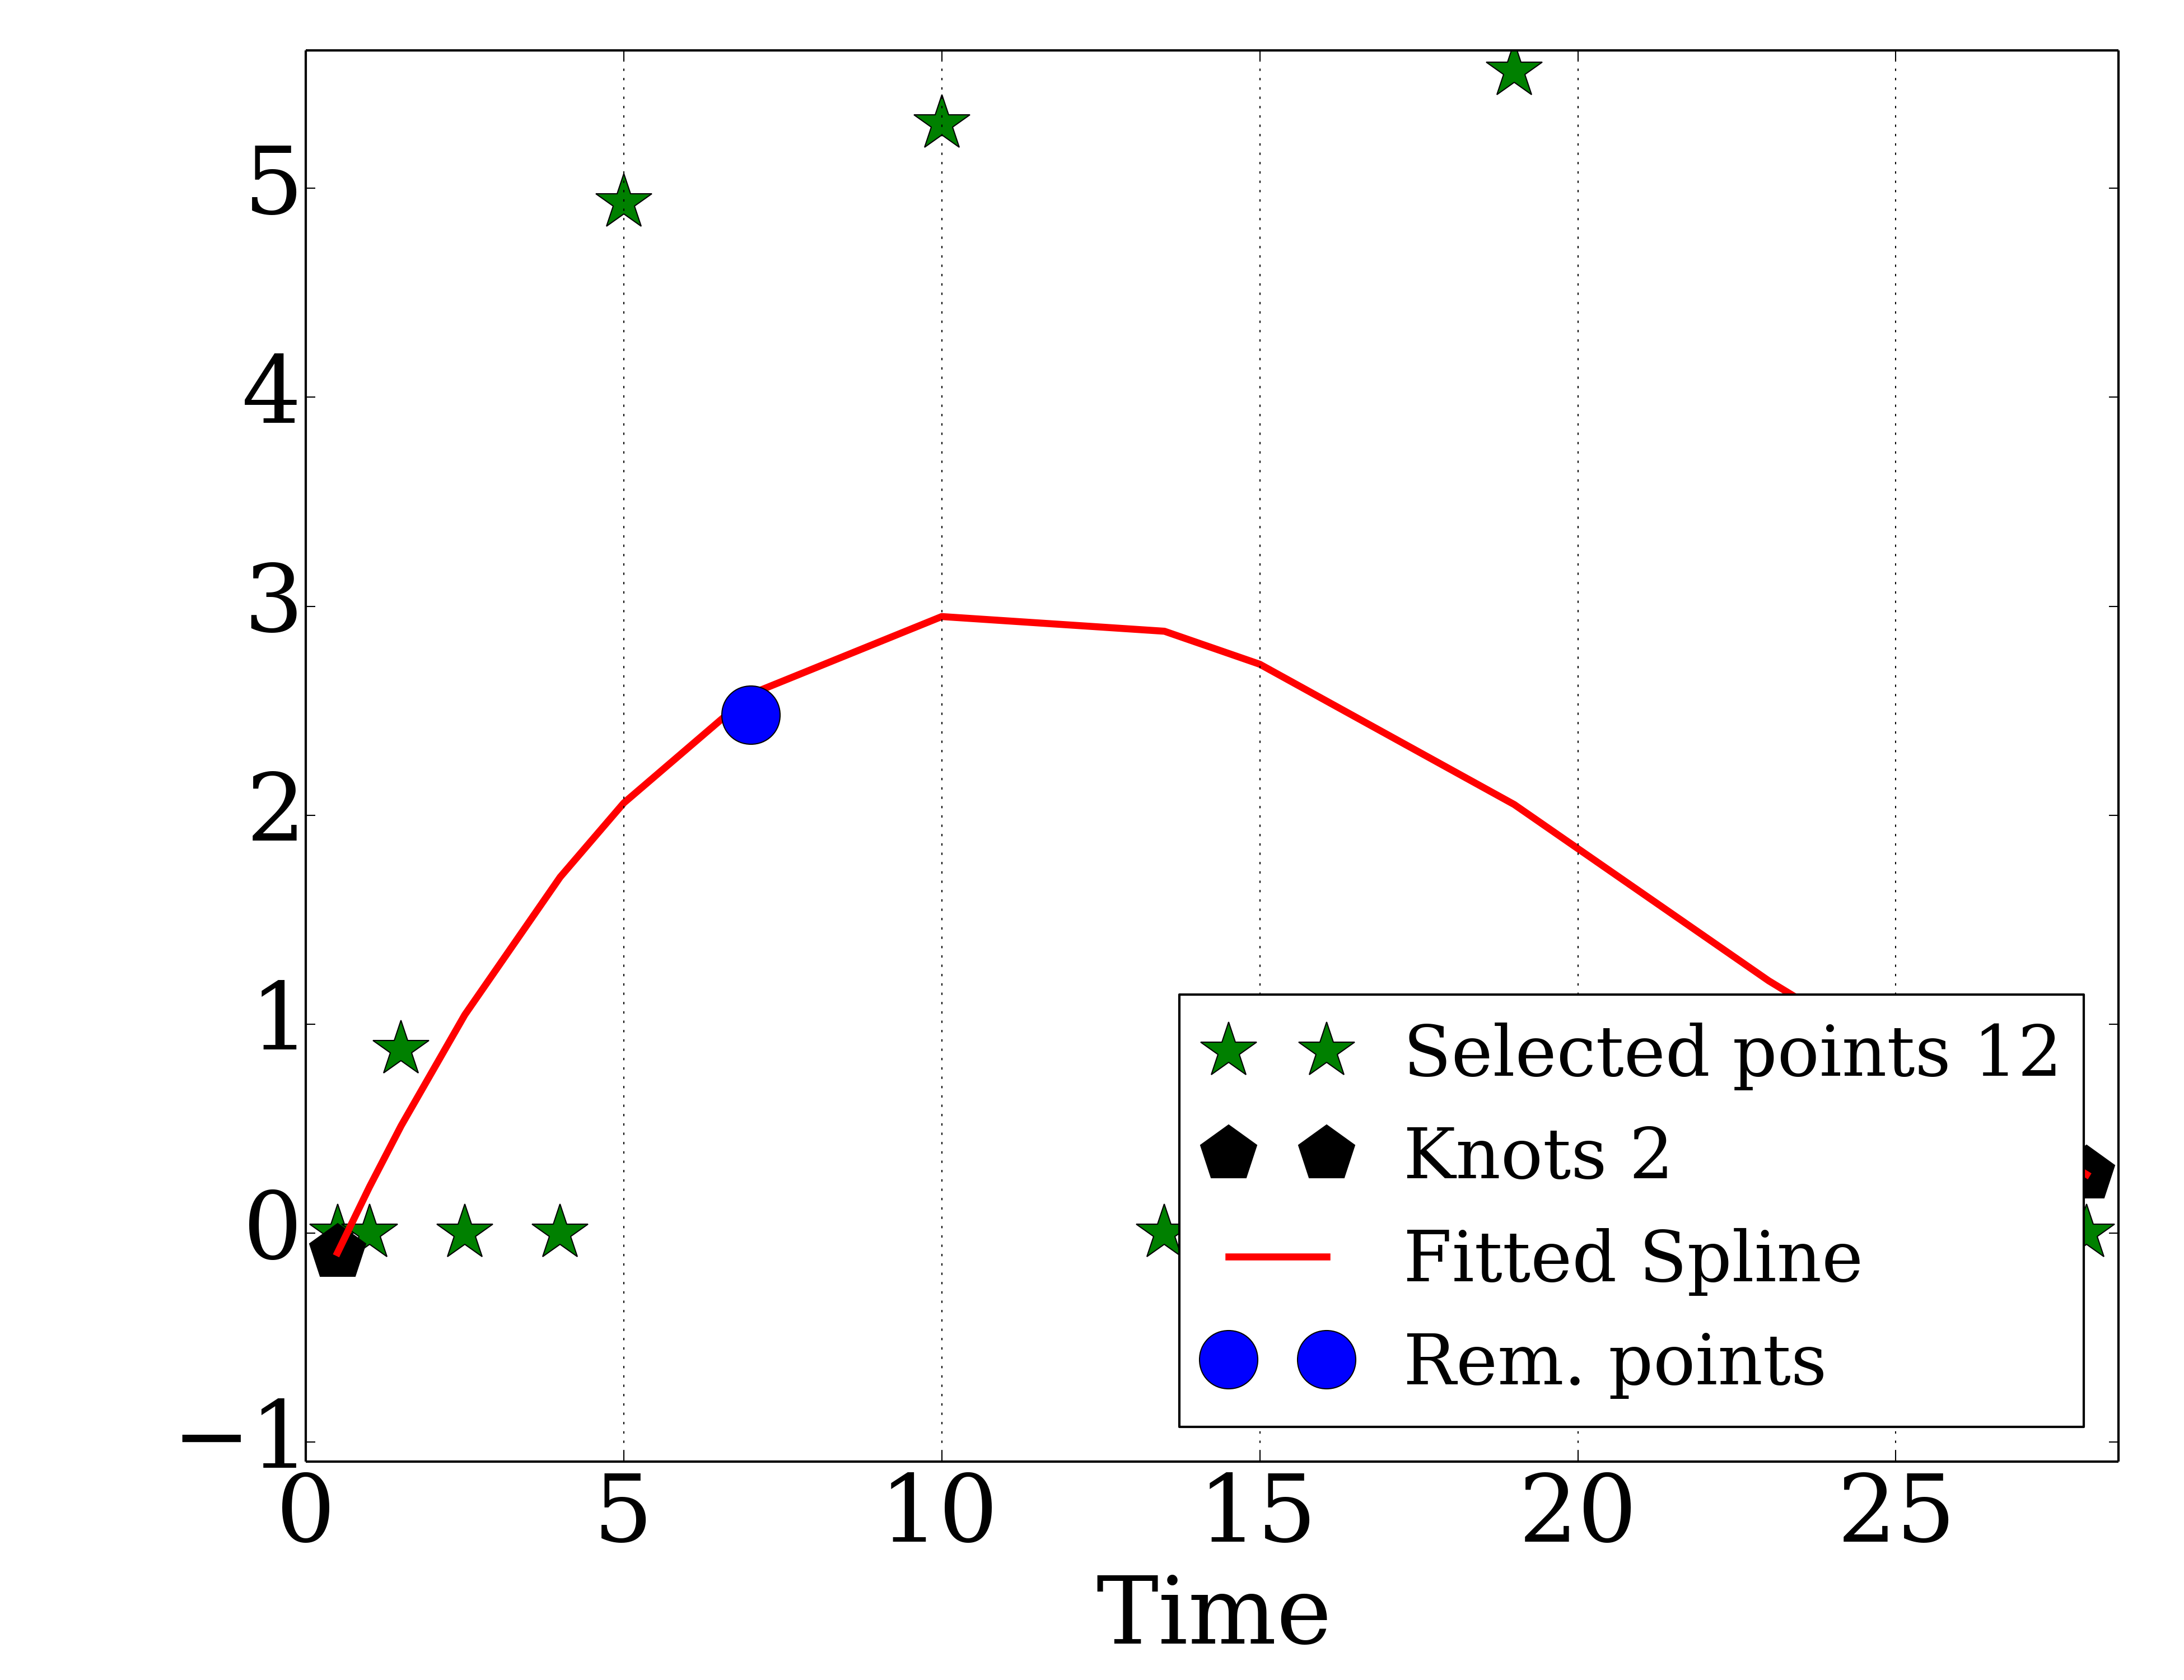 5
4
3
2
1
0
−1
Selected points 12
Knots 2
Fitted Spline
Rem. points
0 5 10 15 20 25
Time